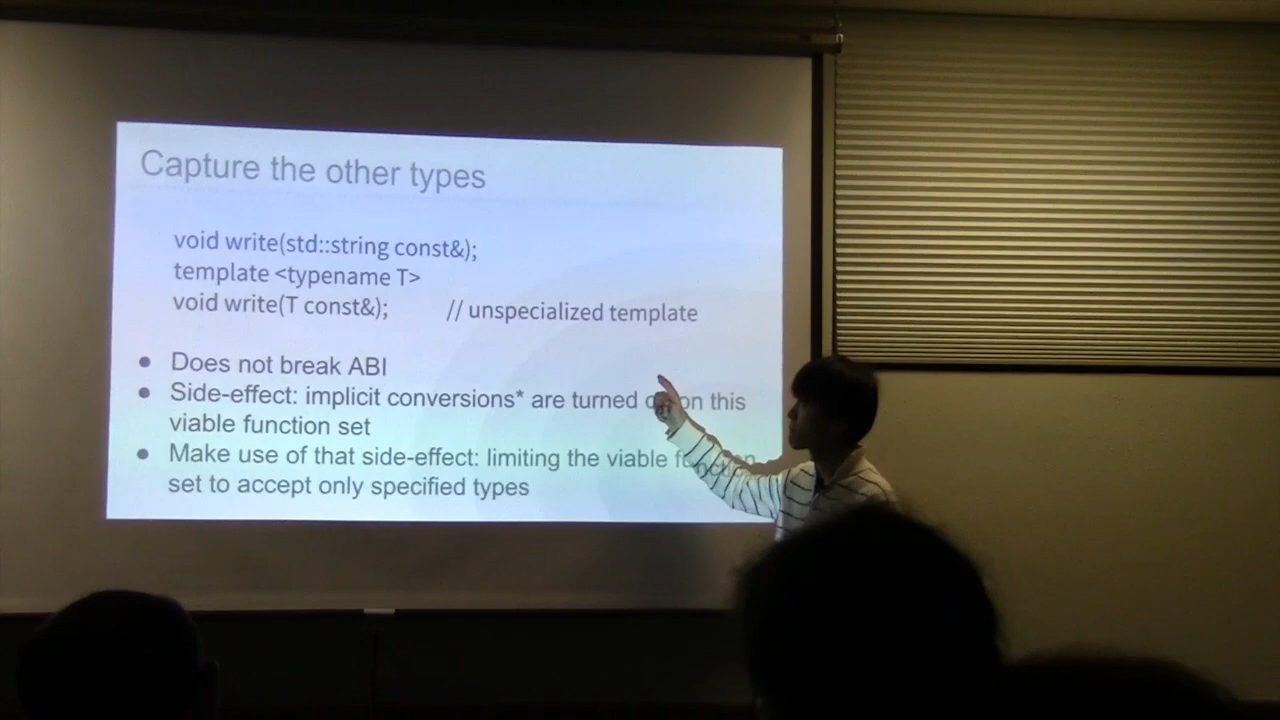 Capture the other types
void write(std::string const&);
template <typename T>
void write(T const&); // unspecialized template
● Does not break ABI
● Side-effect: implicit conversions* are turned on this
viable function set
● Make use of that side-effect: limiting the viable function
set to accept only specified types